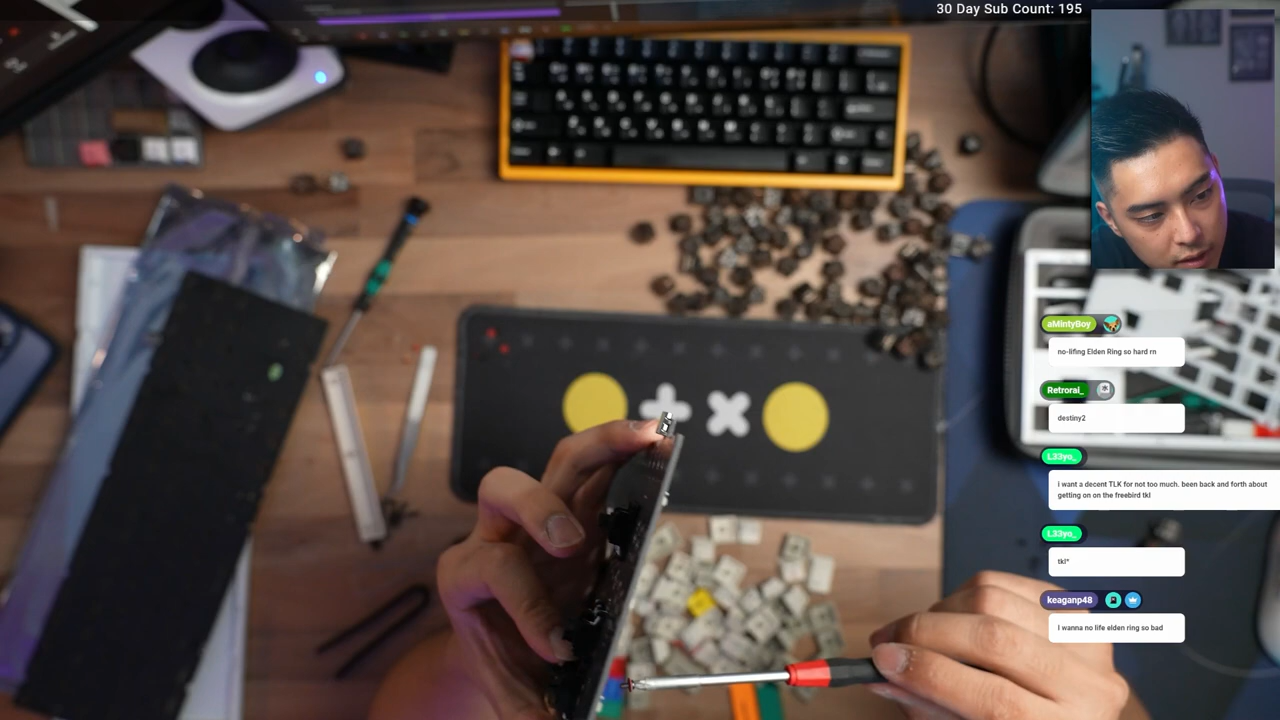 30 Day Sub Count: 195
aMintyBoy
no-lifing Elden Ring so hard rn
Retrorai_
destiny2
L33yo_
i want a decent TLK for not too much. been back and forth about
getting on on the freebird tkl
L33yo_
tkl*
keaganp48
I wanna no life elden ring so bad